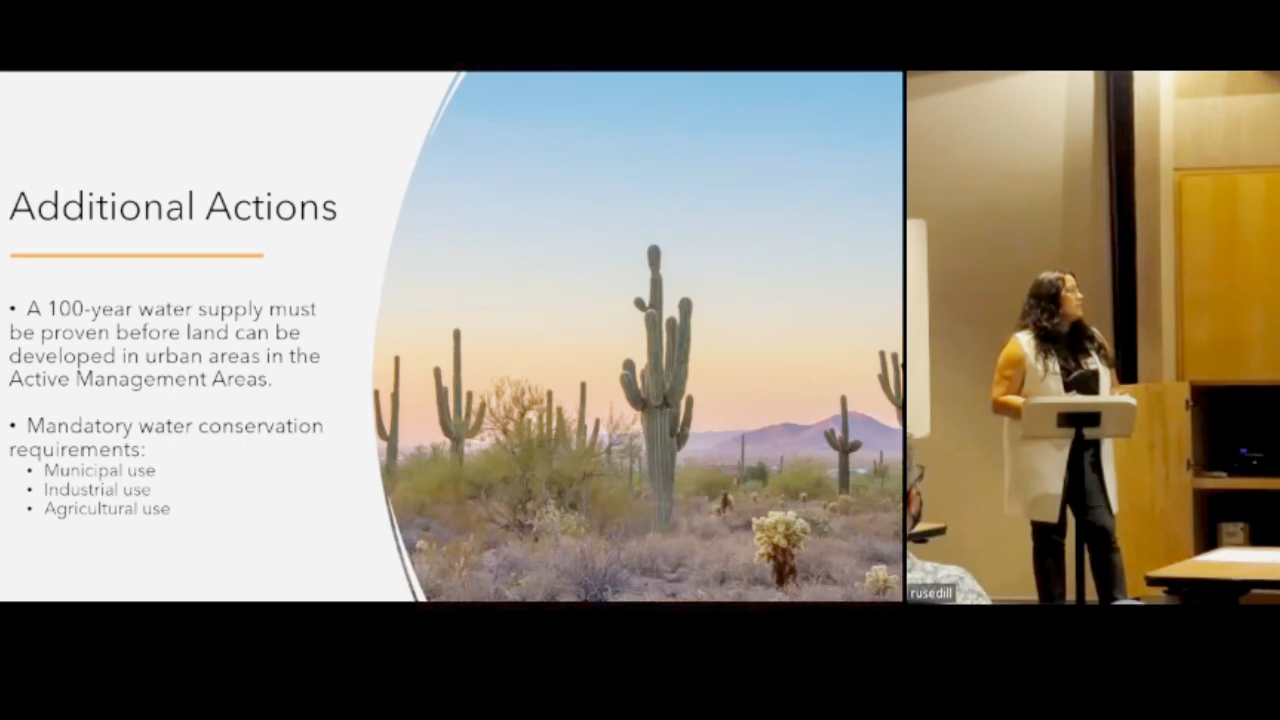 Additional Actions
• A 100-year water supply must
be proven before land can be
developed in urban areas in the
Active Management Areas.
• Mandatory water conservation
requirements:
• Municipal use
• Industrial use
• Agricultural use
rusedill